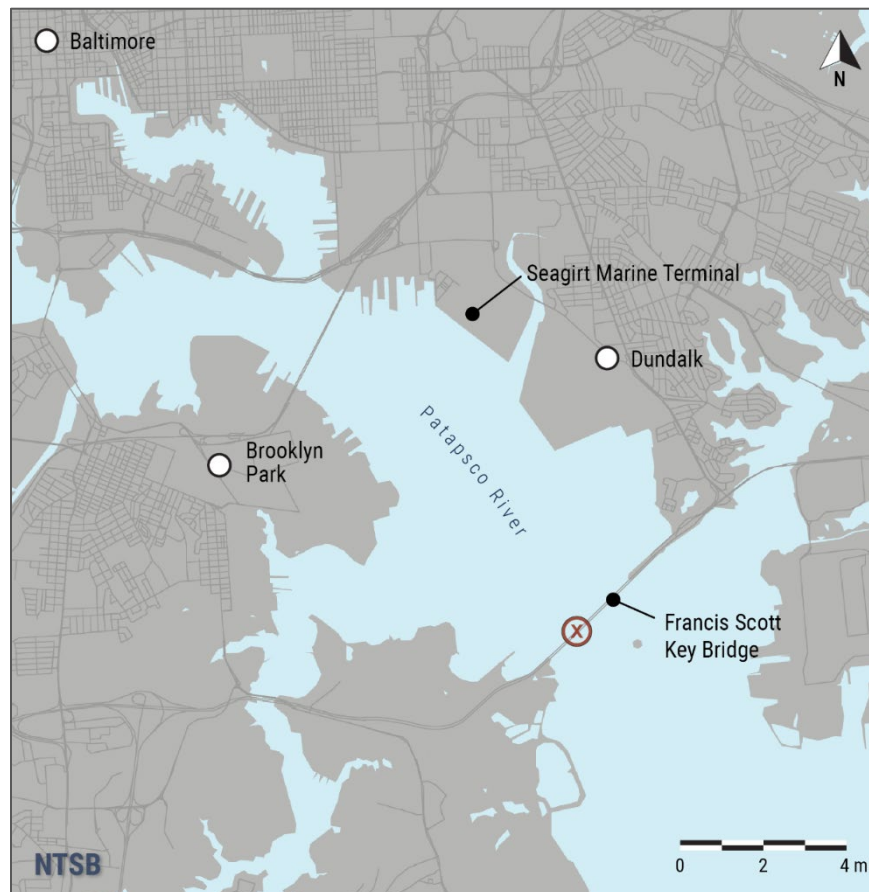 Baltimore
N
Seagirt Marine Terminal
Dundalk
Patapsco River
Brooklyn
Park
X
Francis Scott
Key Bridge
NTSB
0 2 4 m